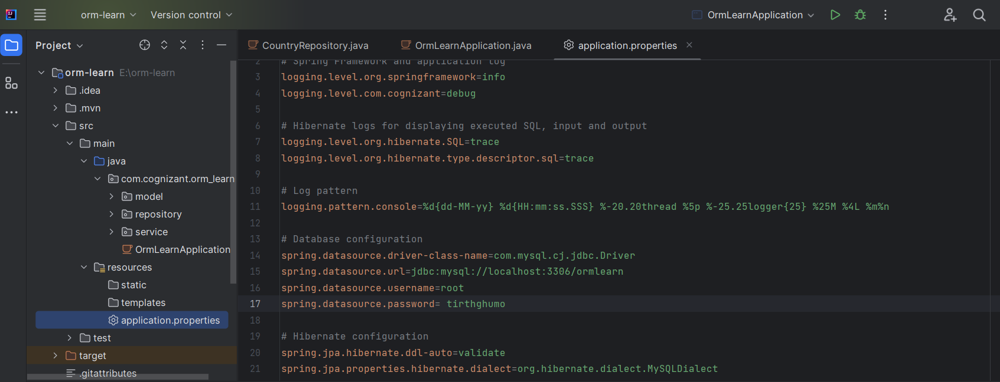 orm-learn Version control OrmLearnApplication
Project
CountryRepository.java OrmLearnApplication.java application.properties
orm-learn E:\orm-learn
.idea
.mvn
src
main
java
com.cognizant.orm_learn
model
repository
service
OrmLearnApplication
resources
static
templates
application.properties
test
target
.gitattributes
2 # Spring Framework and application log
3 logging.level.org.springframework=info
4 logging.level.com.cognizant=debug
5
6 # Hibernate logs for displaying executed SQL, input and output
7 logging.level.org.hibernate.SQL=trace
8 logging.level.org.hibernate.type.descriptor.sql=trace
9
10 # Log pattern
11 logging.pattern.console=%d{dd-MM-yy} %d{HH:mm:ss.SSS} %-20.20thread %5p %-25.25logger{25} %25M %4L %m%n
12
13 # Database configuration
14 spring.datasource.driver-class-name=com.mysql.cj.jdbc.Driver
15 spring.datasource.url=jdbc:mysql://localhost:3306/ormlearn
16 spring.datasource.username=root
17 spring.datasource.password= tirthghumo
18
19 # Hibernate configuration
20 spring.jpa.hibernate.ddl-auto=validate
21 spring.jpa.properties.hibernate.dialect=org.hibernate.dialect.MySQLDialect